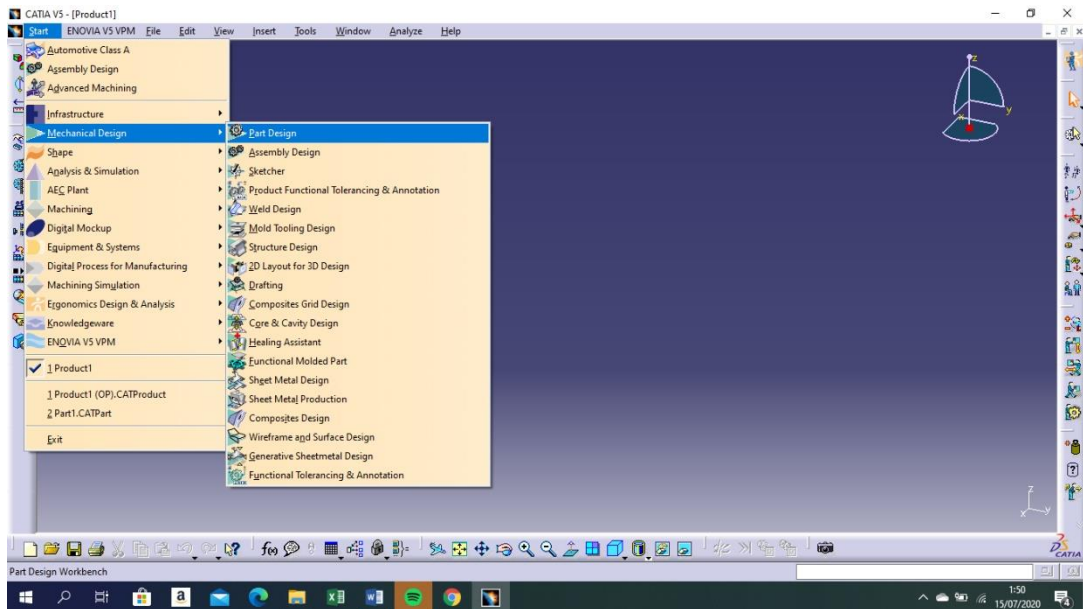 CATIA V5 - [Product1]
Start ENOVIA V5 VPM File Edit View Insert Tools Window Analyze Help
Automotive Class A
Assembly Design
Advanced Machining
Infrastructure
Mechanical Design
Shape
Analysis & Simulation
AEC Plant
Machining
Digital Mockup
Equipment & Systems
Digital Process for Manufacturing
Machining Simulation
Ergonomics Design & Analysis
Knowledgeware
ENOVIA V5 VPM
1 Product1
1 Product1 (OP).CATProduct
2 Part1.CATPart
Exit
Part Design
Assembly Design
Sketcher
Product Functional Tolerancing & Annotation
Weld Design
Mold Tooling Design
Structure Design
2D Layout for 3D Design
Drafting
Composites Grid Design
Core & Cavity Design
Healing Assistant
Functional Molded Part
Sheet Metal Design
Sheet Metal Production
Composites Design
Wireframe and Surface Design
Generative Sheetmetal Design
Functional Tolerancing & Annotation
z
y
x
z
x y
f(x)
CATIA
Part Design Workbench
1:50
15/07/2020